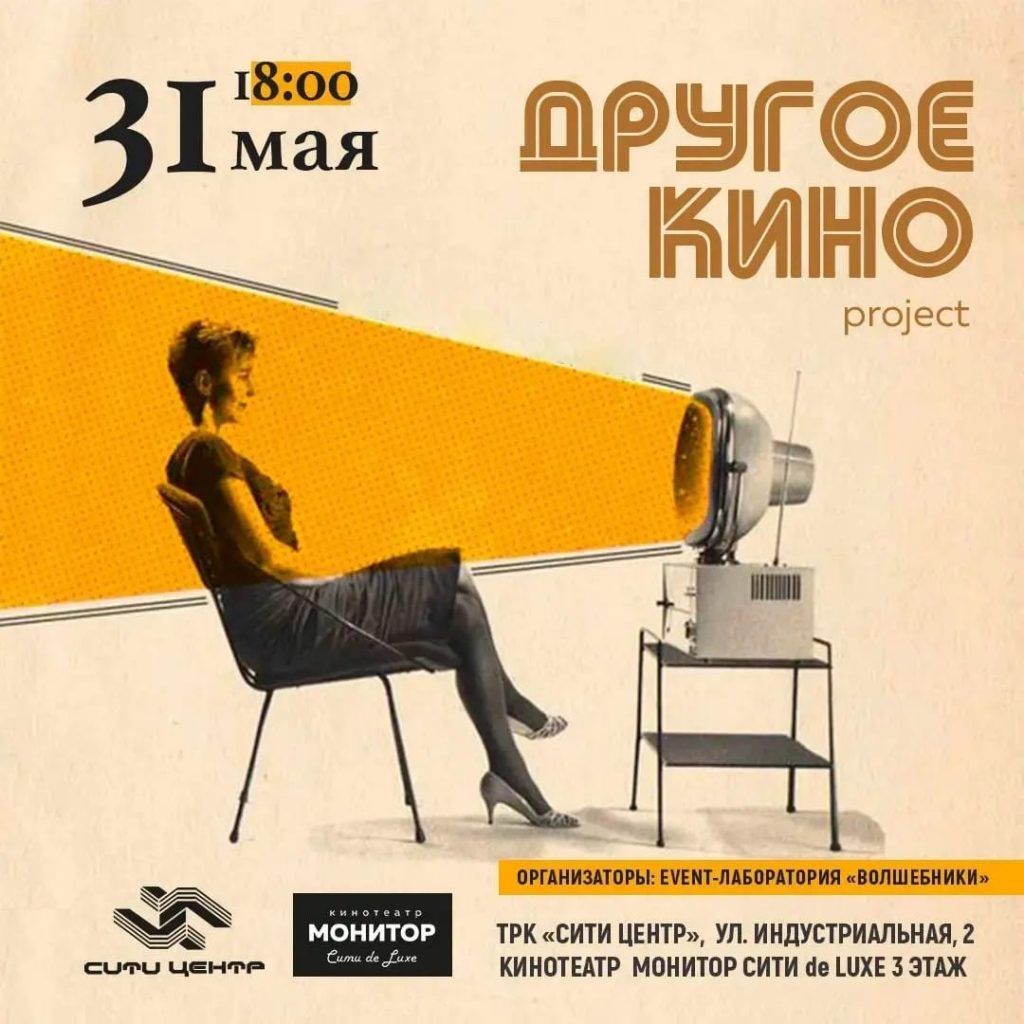 31 18:00
мая
ДРУГОЕ
КИНО
project
ОРГАНИЗАТОРЫ: EVENT-ЛАБОРАТОРИЯ «ВОЛШЕБНИКИ»
СИТИ ЦЕНТР
кинотеатр
МОНИТОР
Сити de Luxe
ТРК «СИТИ ЦЕНТР», УЛ. ИНДУСТРИАЛЬНАЯ, 2
КИНОТЕАТР МОНИТОР СИТИ de LUXE 3 ЭТАЖ